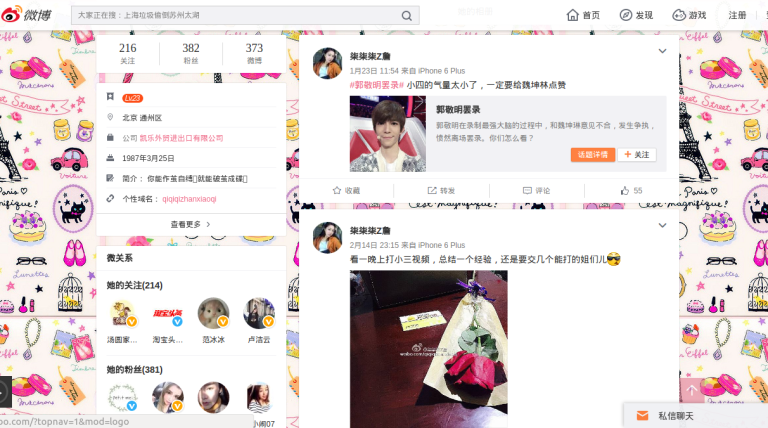 微博
大家正在搜：上海垃圾偷倒苏州太湖
首页
发现
游戏
注册
216
382
373
关注
粉丝
微博
Lv.23
北京 通州区
公司 凯乐外贸进出口有限公司
1987年3月25日
简介： 你能作茧自缚
就能破茧成碟
个性域名： qiqiqizhanxiaoqi
查看更多 >
微关系
她的关注(214)
汤圆家...
淘宝头...
范冰冰
卢洁云
她的粉丝(381)
小闹07
bo.com/?topnav=1&mod=logo
柒柒柒Z詹
1月23日 11:54 来自 iPhone 6 Plus
#郭敬明罢录# 小四的气量太小了，一定要给魏坤林点赞
郭敬明罢录
郭敬明在录制最强大脑的过程中，和魏坤琳意见不合，发生争执，
愤然离场罢录。你们怎么看？
话题详情
+ 关注
收藏
转发
评论
55
柒柒柒Z詹
2月14日 23:15 来自 iPhone 6 Plus
看一晚上打小三视频，总结一个经验，还是要交几个能打的姐们儿
私信聊天